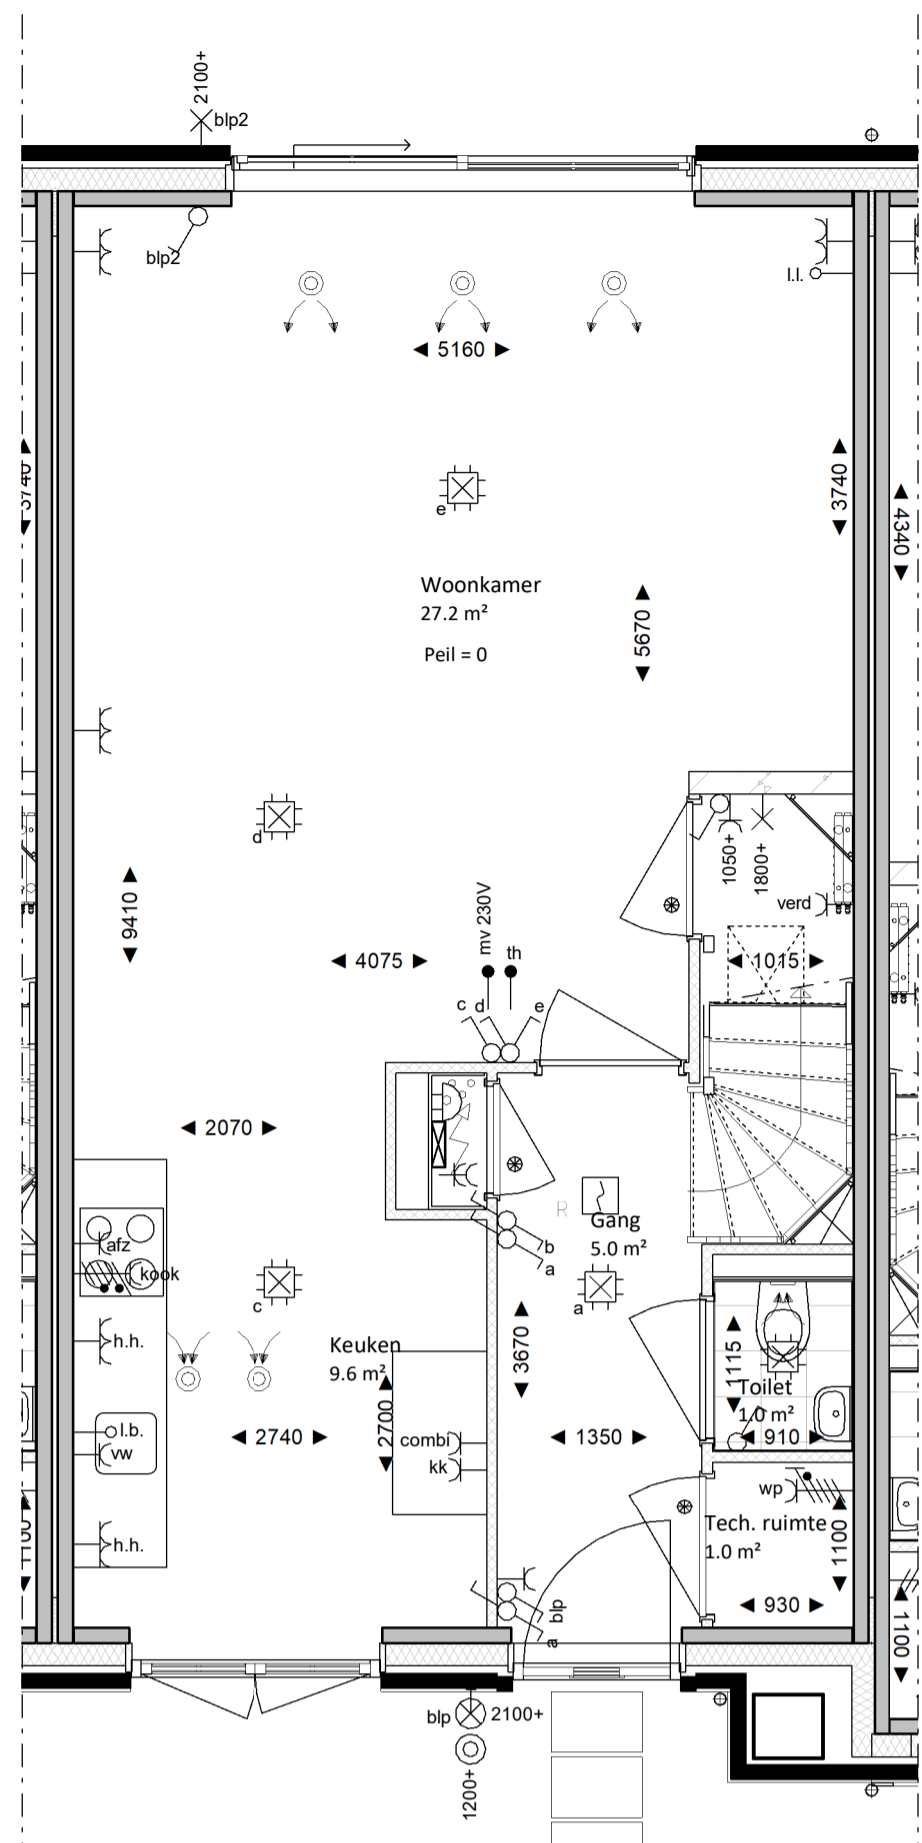 2100+
blp2
blp2
l.l.
5160
3740
3740
4340
e
Woonkamer
27.2 m²
Peil = 0
5670
d
1050+
1800+
verd
9410
mv 230V
th
4075
1015
c
d
e
2070
R
Gang
5.0 m²
b
a
a
afz
kook
c
h.h.
Keuken
9.6 m²
3670
1115
Toilet
1.0 m²
l.b.
vw
2740
2700
combi
kk
1350
910
wp
Tech. ruimte
1.0 m²
1100
1100
h.h.
blp
a
930
1100
blp
2100+
1200+